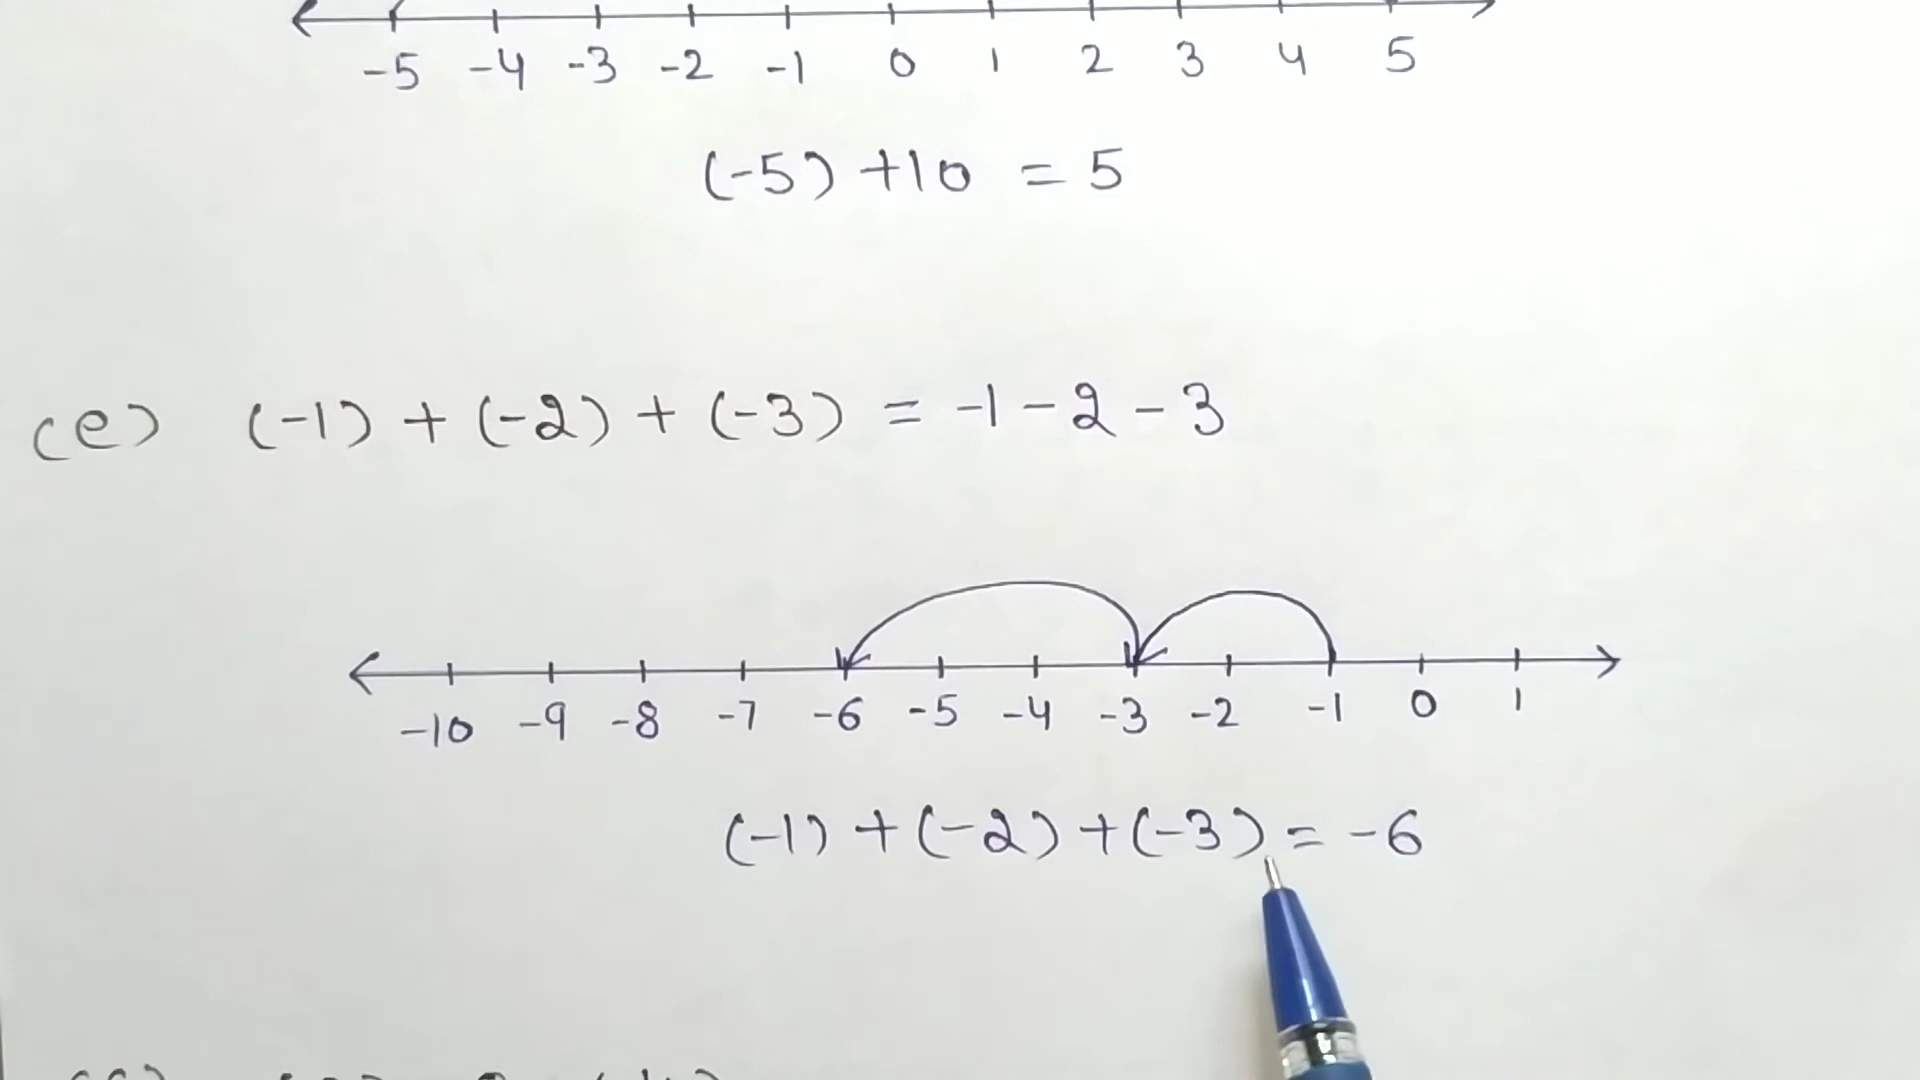 -5 -4 -3 -2 -1 0 1 2 3 4 5
(-5) +10 = 5
(e) (-1) + (-2) + (-3) = -1 - 2 - 3
-10 -9 -8 -7 -6 -5 -4 -3 -2 -1 0 1
(-1) + (-2) + (-3) = -6